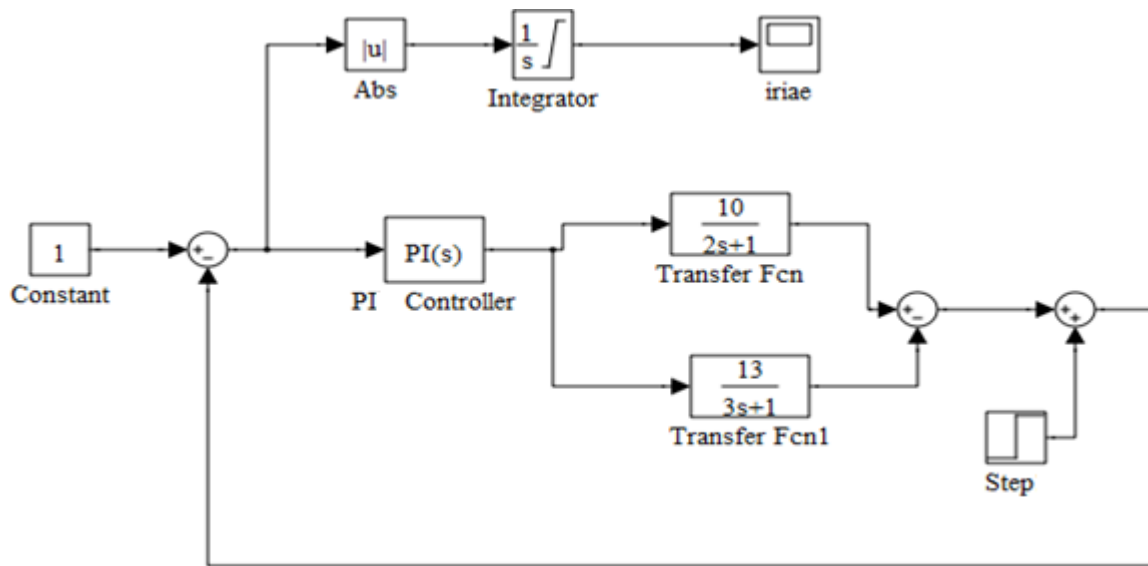 |u|
Abs
1
s
Integrator
iriae
1
Constant
+
-
PI(s)
PI Controller
10
2s+1
Transfer Fcn
13
3s+1
Transfer Fcn1
+
-
+
+
Step